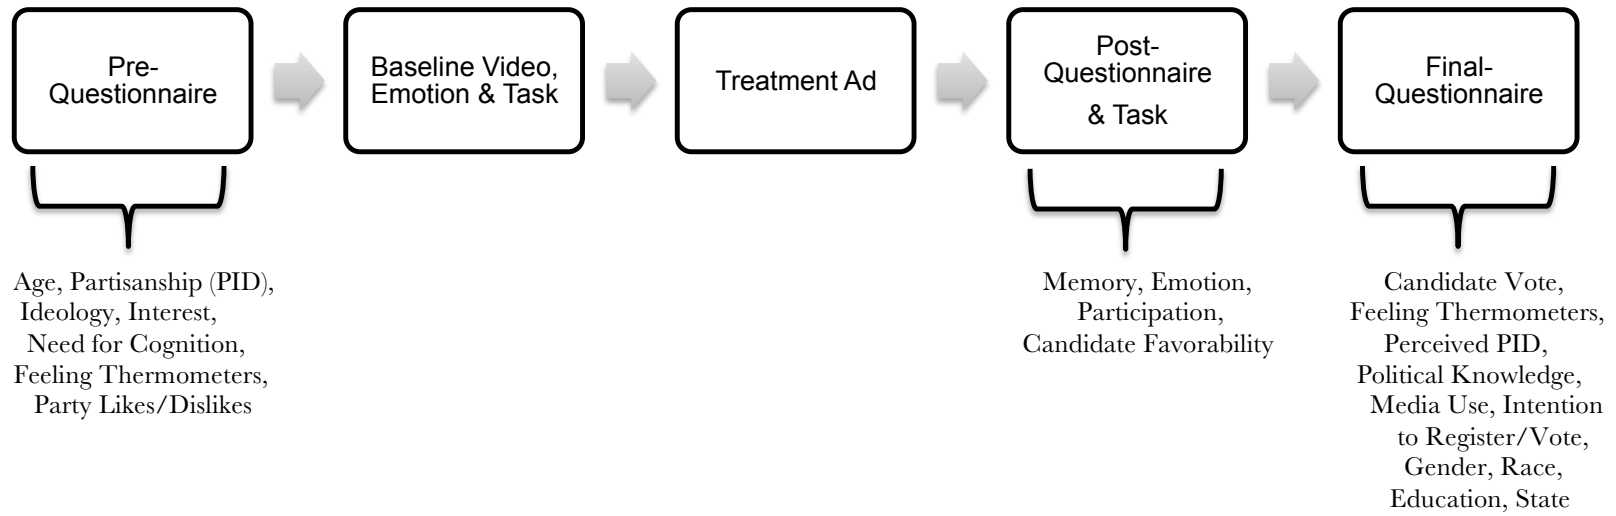 Pre-
Questionnaire
Baseline Video,
Emotion & Task
Treatment Ad
Post-
Questionnaire
& Task
Final-
Questionnaire
Age, Partisanship (PID),
Ideology, Interest,
Need for Cognition,
Feeling Thermometers,
Party Likes/Dislikes
Memory, Emotion,
Participation,
Candidate Favorability
Candidate Vote,
Feeling Thermometers,
Perceived PID,
Political Knowledge,
Media Use, Intention
to Register/Vote,
Gender, Race,
Education, State